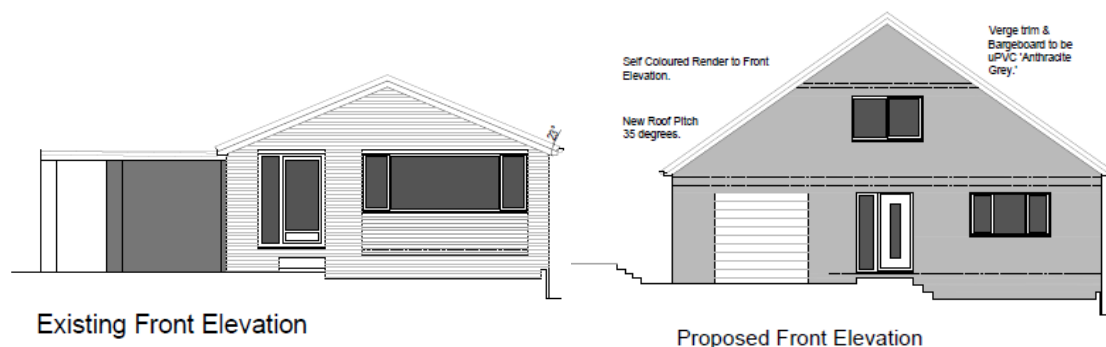 Self Coloured Render to Front
Elevation.
New Roof Pitch
35 degrees.
Verge trim &
Bargeboard to be
uPVC 'Anthracite
Grey.'
23°
Existing Front Elevation
Proposed Front Elevation